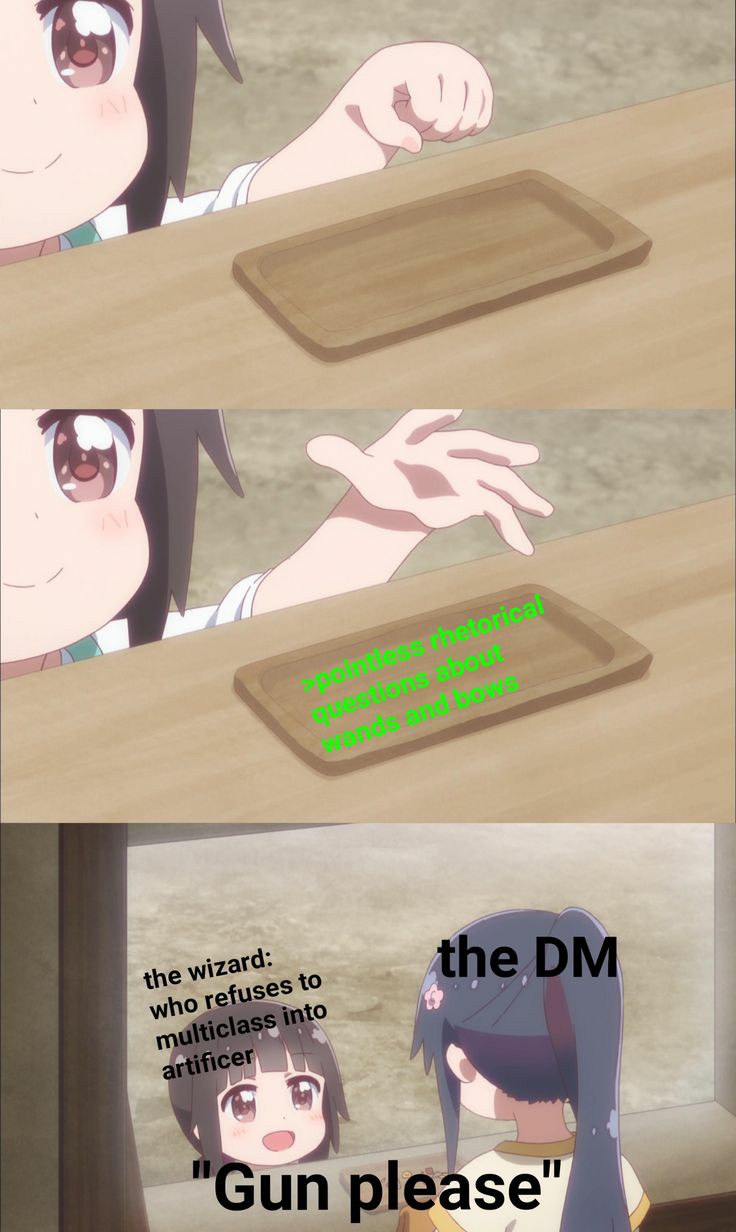 >pointless rhetorical
questions about
wands and bows
the DM
the wizard:
who refuses to
multiclass into
artificer
"Gun please"